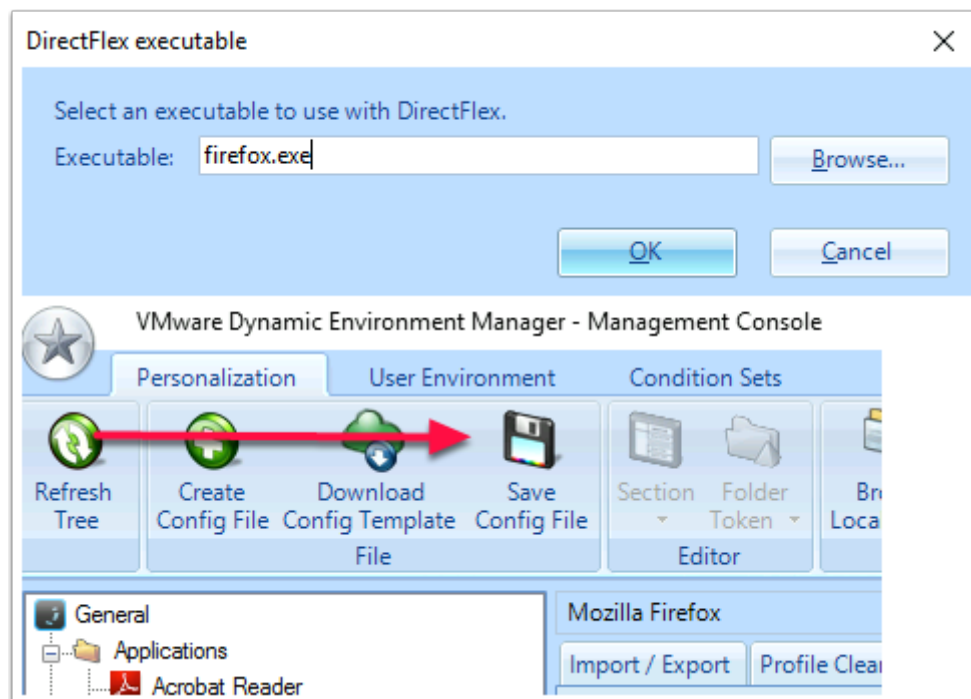 DirectFlex executable
Select an executable to use with DirectFlex.
Executable: firefox.exe Browse...
OK Cancel
VMware Dynamic Environment Manager - Management Console
Personalization User Environment Condition Sets
Refresh Create Download Save Section Folder
Tree Config File Config Template Config File Token
File Editor
General Mozilla Firefox
Applications
Import / Export Profile Clea
Acrobat Reader